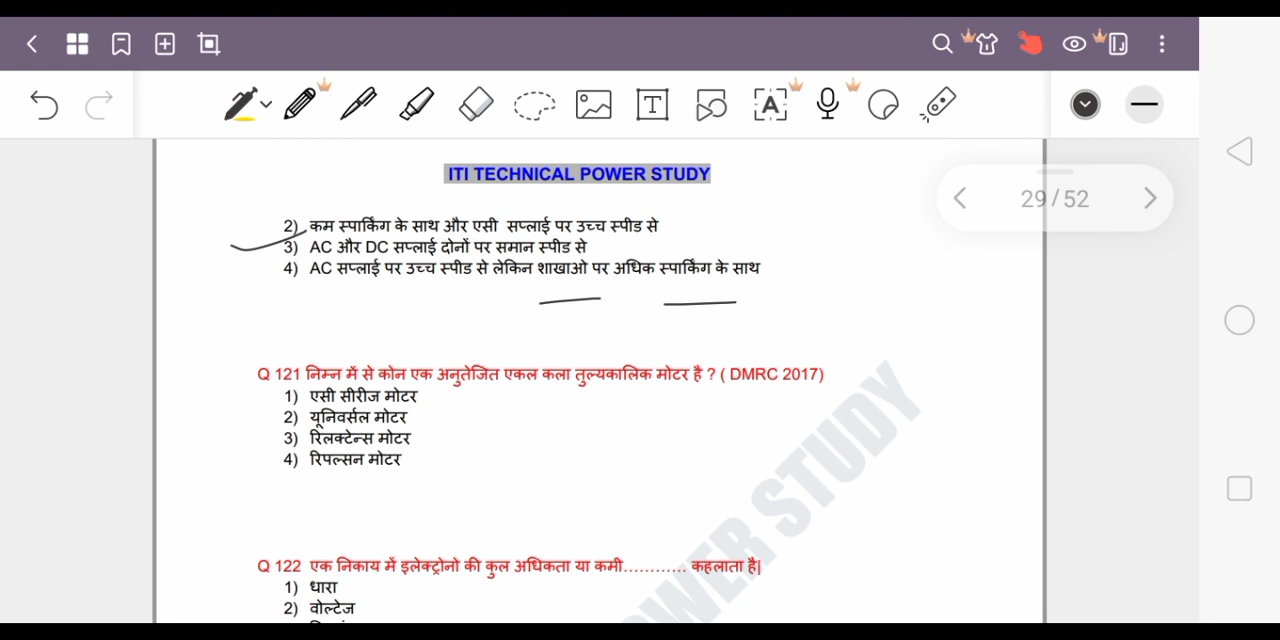 29/52
ITI TECHNICAL POWER STUDY
2) कम स्पार्किंग के साथ और एसी सप्लाई पर उच्च स्पीड से
3) AC और DC सप्लाई दोनों पर समान स्पीड से
4) AC सप्लाई पर उच्च स्पीड से लेकिन शाखाओ पर अधिक स्पार्किंग के साथ
Q 121 निम्न में से कोन एक अनुतेजित एकल कला तुल्यकालिक मोटर है ? ( DMRC 2017)
1) एसी सीरीज मोटर
2) यूनिवर्सल मोटर
3) रिलक्टेन्स मोटर
4) रिपल्सन मोटर
Q 122 एक निकाय में इलेक्ट्रोनो की कुल अधिकता या कमी............ कहलाता है|
1) धारा
2) वोल्टेज
POWER STUDY